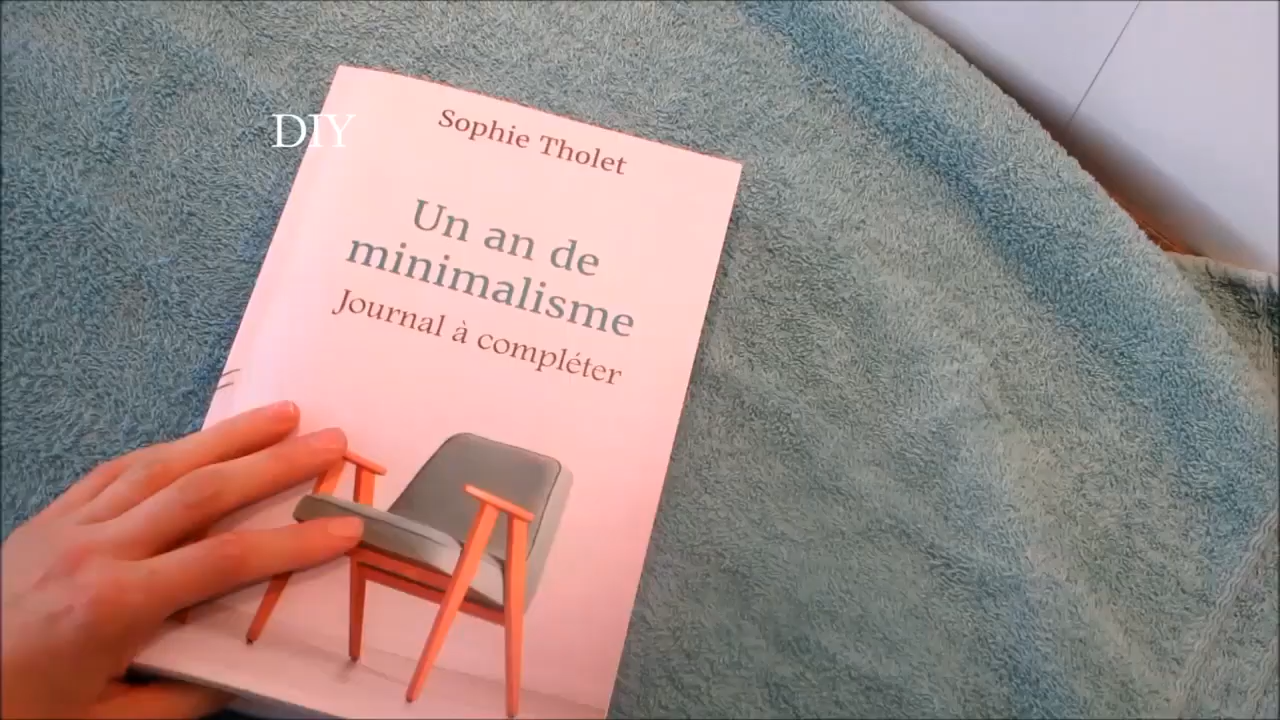 DIY
Sophie Tholet
Un an de
minimalisme
Journal à compléter